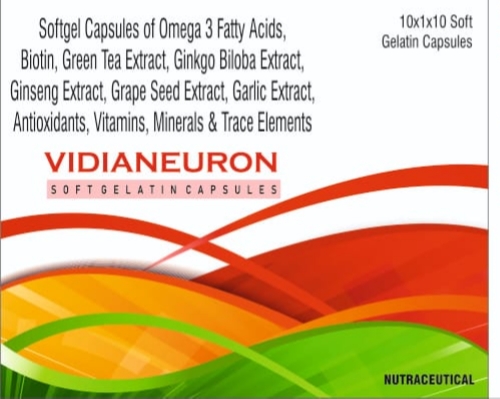 Softgel Capsules of Omega 3 Fatty Acids,
Biotin, Green Tea Extract, Ginkgo Biloba Extract,
Ginseng Extract, Grape Seed Extract, Garlic Extract,
Antioxidants, Vitamins, Minerals & Trace Elements
10x1x10 Soft
Gelatin Capsules
VIDIANEURON
SOFTGELATIN CAPSULES
NUTRACEUTICAL